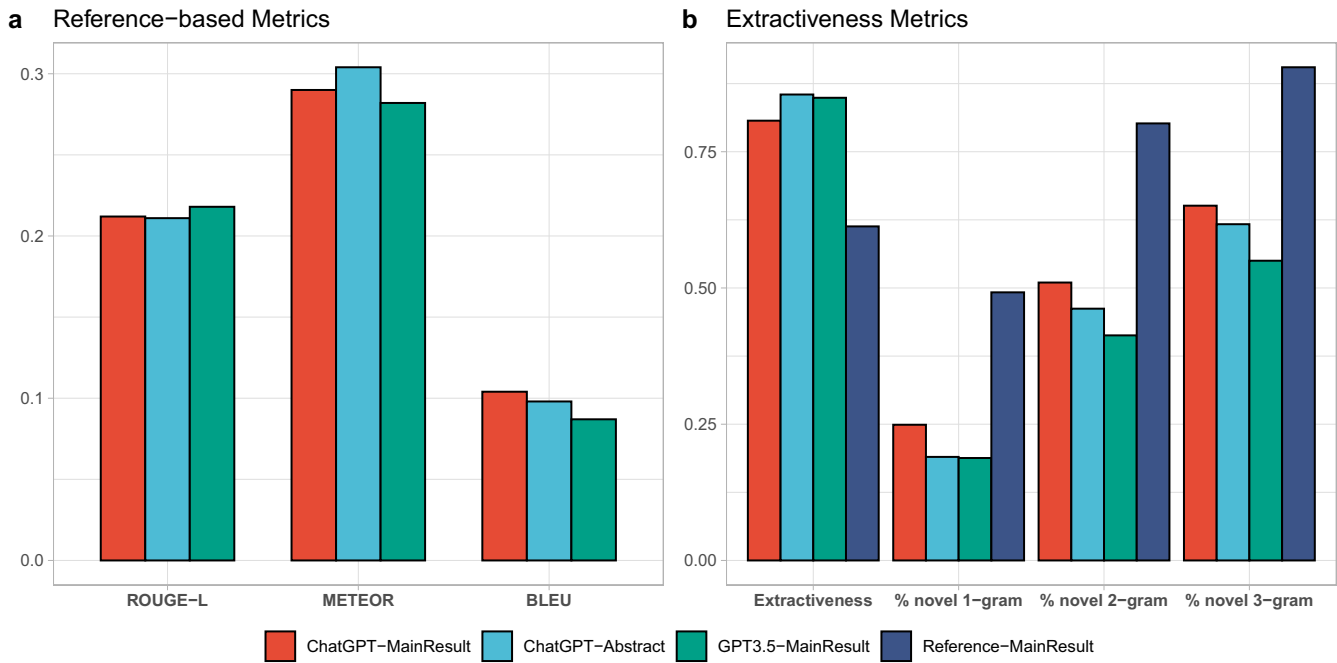 a Reference−based Metrics
0.3
0.2
0.1
0.0
ROUGE−L METEOR BLEU
b Extractiveness Metrics
0.75
0.50
0.25
0.00
Extractiveness % novel 1−gram % novel 2−gram % novel 3−gram
ChatGPT−MainResult ChatGPT−Abstract GPT3.5−MainResult Reference−MainResult